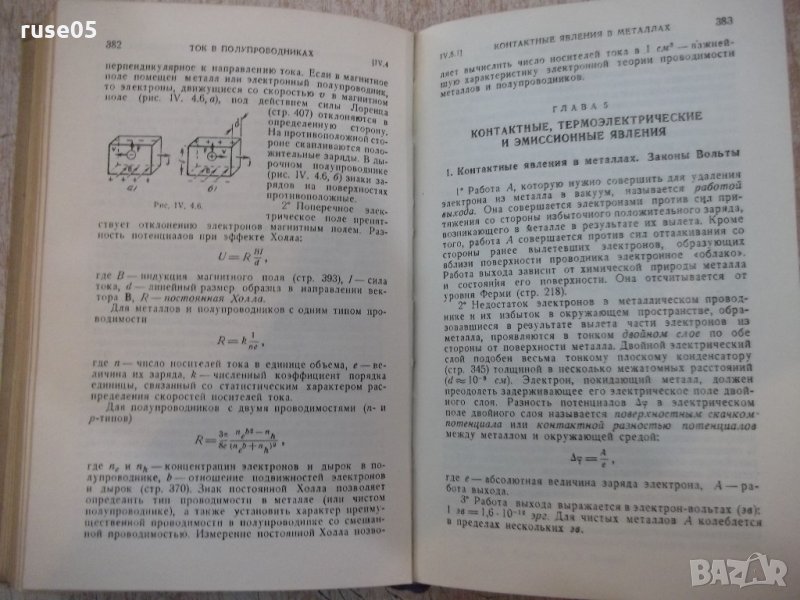 ruse05
382
ТОК В ПОЛУПРОВОДНИКАХ
[IV.4
перпендикулярное к направлению тока. Если в магнитное
поле помещен металл или электронный полупроводник,
то электроны, движущиеся со скоростью v в магнитном
поле (рис. IV. 4.6,а), под действием силы Лоренца
(стр. 407) отклоняются в
определенную сторону.
На противоположной сто-
роне скапливаются поло-
жительные заряды. В ды-
рочном полупроводнике
(рис. IV. 4.6, б) знаки за-
рядов на поверхностях
противоположные.
а) б)
Рис. IV. 4.6.
2° Поперечное элек-
трическое поле препят-
ствует отклонению электронов магнитным полем. Раз-
ность потенциалов при эффекте Холла:
U = R BI/d ,
где B — индукция магнитного поля (стр. 393), I — сила
тока, d — линейный размер образца в направлении век-
тора B, R — постоянная Холла.
Для металлов и полупроводников с одним типом про-
водимости
R = k 1/ne ,
где n — число носителей тока в единице объема, e — ве-
личина их заряда, k — численный коэффициент порядка
единицы, связанный со статистическим характером рас-
пределения скоростей носителей тока.
Для полупроводников с двумя проводимостями (n- и
p-типов)
R = 3π/8e (nₑb² − nₕ)/(nₑb + nₕ)² ,
где nₑ и nₕ — концентрации электронов и дырок в по-
лупроводнике, b — отношение подвижностей электронов
и дырок (стр. 370). Знак постоянной Холла позволяет
определить тип проводимости в металле (или чистом
полупроводнике), а также установить характер преиму-
щественной проводимости в полупроводнике со смешан-
ной проводимостью. Измерение постоянной Холла позво-
IV.5.1]
КОНТАКТНЫЕ ЯВЛЕНИЯ В МЕТАЛЛАХ
383
ляет вычислить число носителей тока в 1 см³ — важней-
шую характеристику электронной теории проводимости
металлов и полупроводников.
ГЛАВА 5
КОНТАКТНЫЕ, ТЕРМОЭЛЕКТРИЧЕСКИЕ
И ЭМИССИОННЫЕ ЯВЛЕНИЯ
1. Контактные явления в металлах. Законы Вольты
1° Работа A, которую нужно совершить для удаления
электрона из металла в вакуум, называется работой
выхода. Она совершается электронами против сил при-
тяжения со стороны избыточного положительного заряда,
возникающего в металле в результате их вылета. Кроме
того, работа A совершается против сил отталкивания со
стороны ранее вылетевших электронов, образующих
вблизи поверхности проводника электронное «облако».
Работа выхода зависит от химической природы металла
и состояния его поверхности. Она отсчитывается от
уровня Ферми (стр. 218).
2° Недостаток электронов в металлическом провод-
нике и их избыток в окружающем пространстве, обра-
зовавшиеся в результате вылета части электронов из
металла, проявляются в тонком двойном слое по обе
стороны от поверхности металла. Двойной электрический
слой подобен весьма тонкому плоскому конденсатору
(стр. 345) толщиной в несколько межатомных расстояний
(d ≈ 10⁻⁸ см). Электрон, покидающий металл, должен
преодолеть задерживающее его электрическое поле двой-
ного слоя. Разность потенциалов Δφ в электрическом
поле двойного слоя называется поверхностным скачком
потенциала или контактной разностью потенциалов
между металлом и окружающей средой:
Δφ = A/e ,
где e — абсолютная величина заряда электрона, A — ра-
бота выхода.
3° Работа выхода выражается в электрон-вольтах (эв):
1 эв = 1,6·10⁻¹² эрг. Для чистых металлов A колеблется
в пределах нескольких эв.
BAZAR